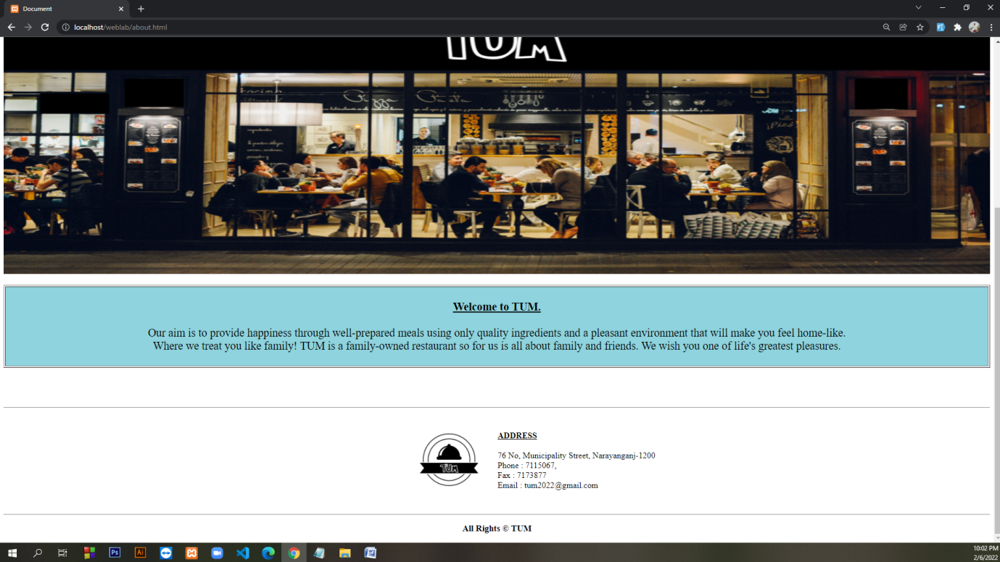 Document
localhost/weblab/about.html
TUM
Pizza Pasta
Welcome to TUM.
Our aim is to provide happiness through well-prepared meals using only quality ingredients and a pleasant environment that will make you feel home-like.
Where we treat you like family! TUM is a family-owned restaurant so for us is all about family and friends. We wish you one of life's greatest pleasures.
TUM
ADDRESS
76 No, Municipality Street, Narayanganj-1200
Phone : 7115067,
Fax : 7173877
Email : tum2022@gmail.com
All Rights © TUM
Ps
Ai
10:02 PM
2/6/2022